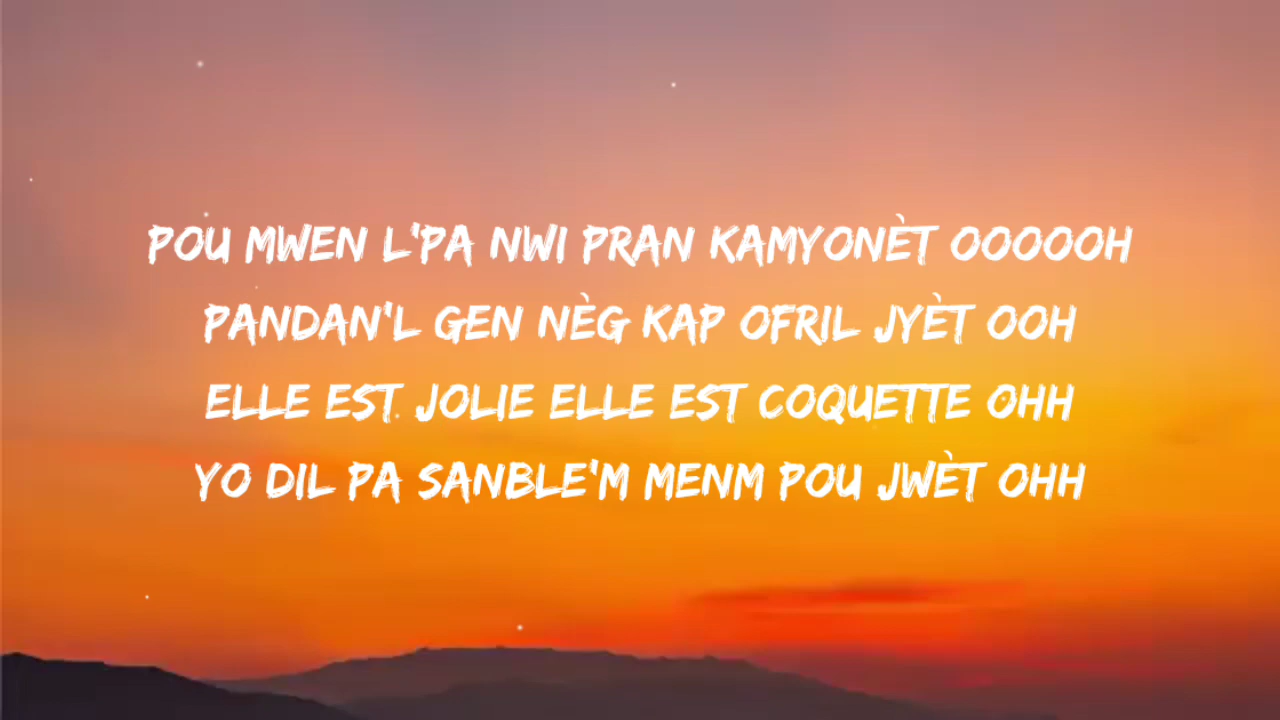 POU MWEN L'PA NWI PRAN KAMYONÈT OOOOOH
PANDAN'L GEN NÈG KAP OFRIL JYÈT OOH
ELLE EST JOLIE ELLE EST COQUETTE OHH
YO DIL PA SANBLE'M MENM POU JWÈT OHH